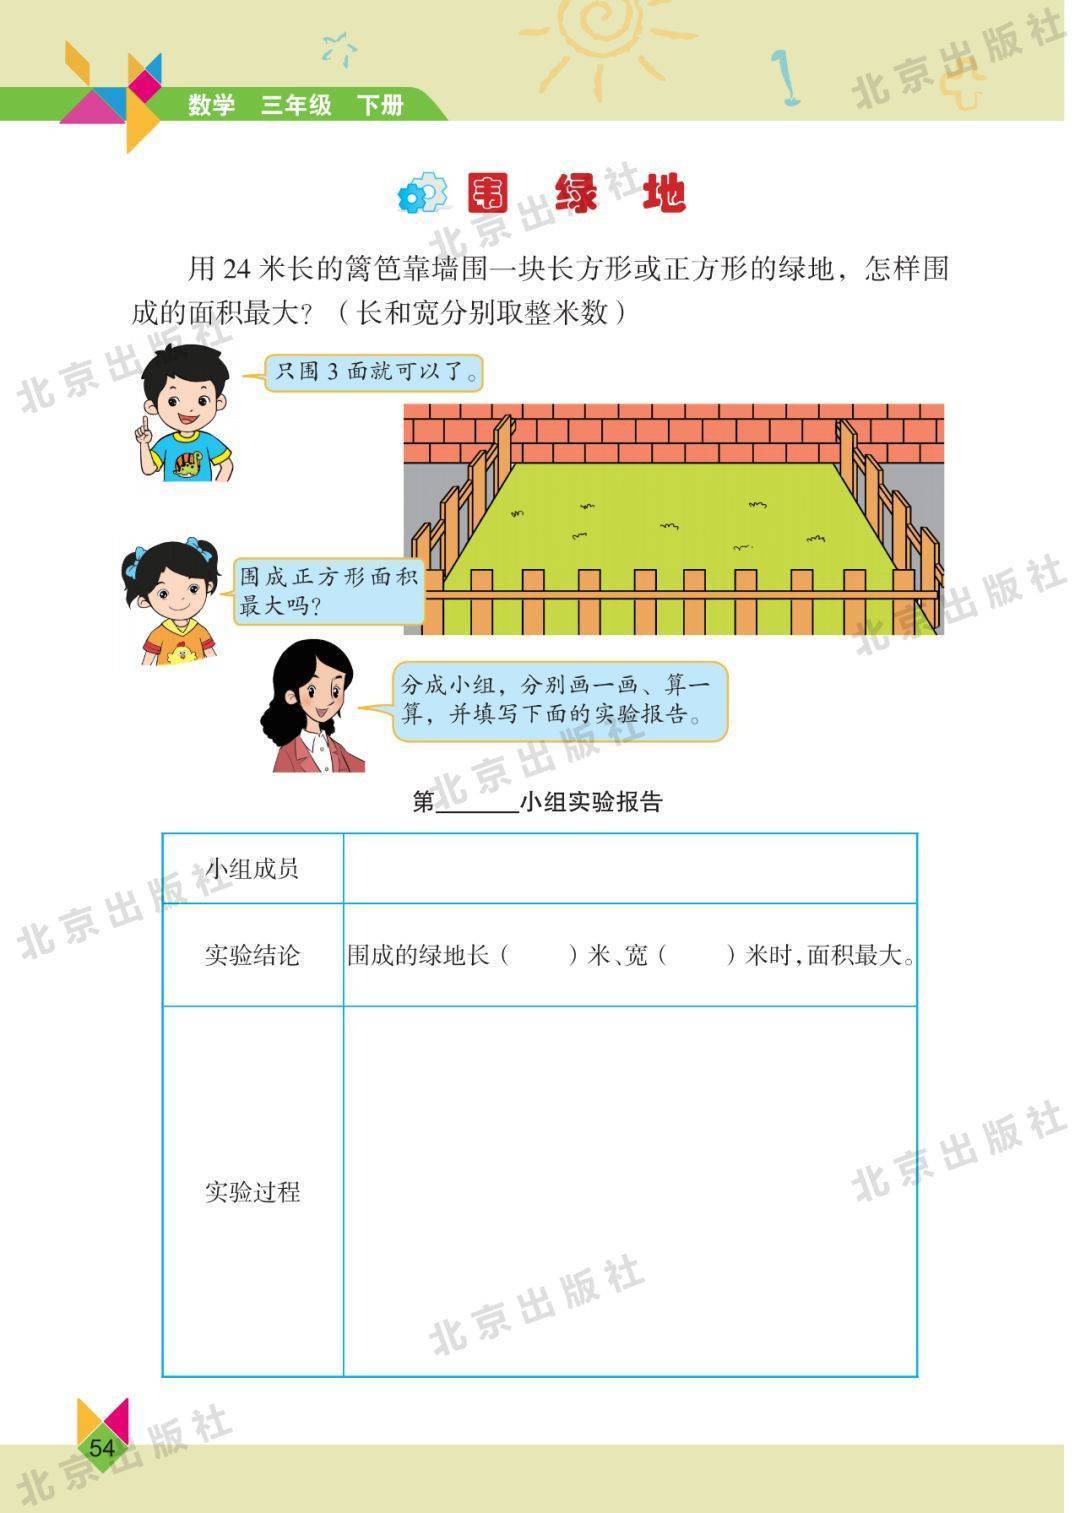 数学 三年级 下册
围 绿 地
用 24 米长的篱笆靠墙围一块长方形或正方形的绿地，怎样围
成的面积最大？（长和宽分别取整米数）
只围 3 面就可以了。
围成正方形面积
最大吗？
分成小组，分别画一画、算一
算，并填写下面的实验报告。
第______小组实验报告
小组成员
实验结论
围成的绿地长（　　）米、宽（　　）米时，面积最大。
实验过程
54
北京出版社
北京出版社
北京出版社
北京出版社
北京出版社
北京出版社
北京出版社
北京出版社
北京出版社